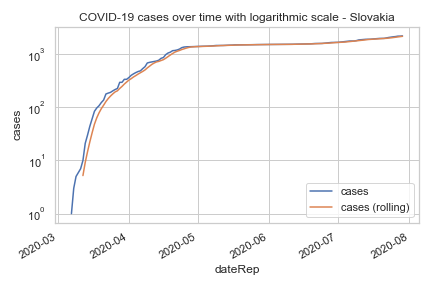 COVID-19 cases over time with logarithmic scale - Slovakia
cases
10³
10²
10¹
10⁰
cases
cases (rolling)
2020-03
2020-04
2020-05
2020-06
2020-07
2020-08
dateRep